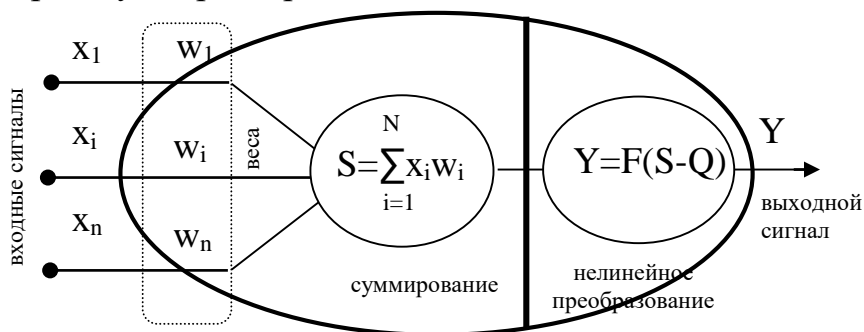 x1
w1
xi
wi
xn
wn
входные сигналы
веса
N
S=∑xiwi
i=1
суммирование
Y=F(S-Q)
нелинейное
преобразование
Y
выходной
сигнал